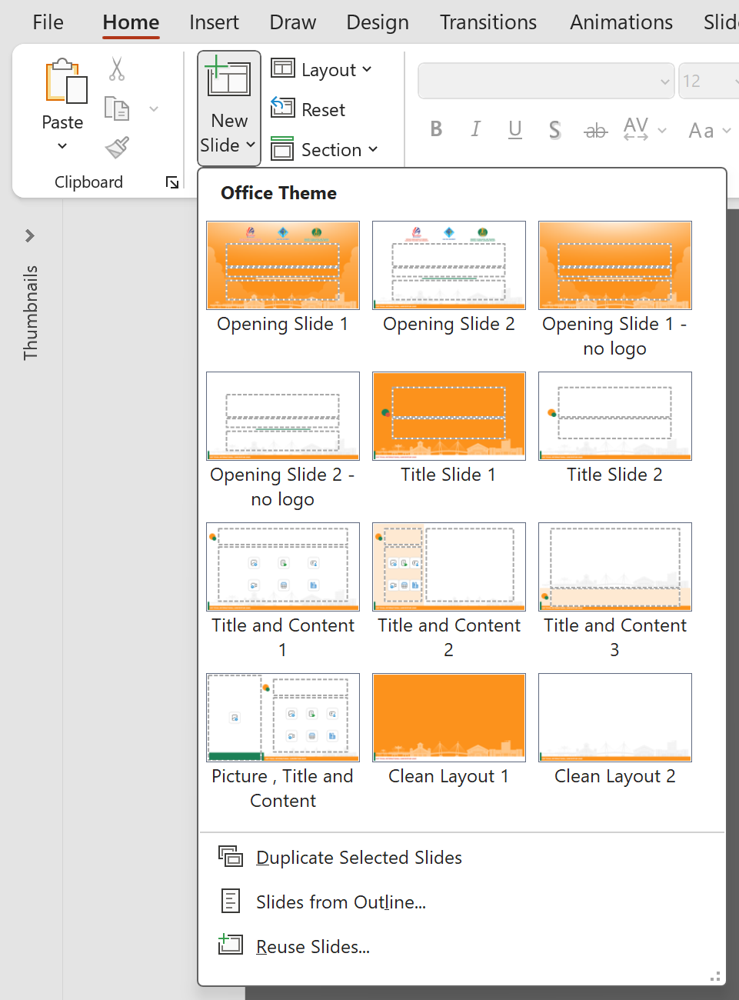 File Home Insert Draw Design Transitions Animations Slid
Paste
Clipboard
New
Slide
Layout
Reset
Section
12
B I U S ab AV Aa
Thumbnails
Office Theme
Opening Slide 1
Opening Slide 2
Opening Slide 1 -
no logo
Opening Slide 2 -
no logo
Title Slide 1
Title Slide 2
Title and Content
1
Title and Content
2
Title and Content
3
Picture , Title and
Content
Clean Layout 1
Clean Layout 2
Duplicate Selected Slides
Slides from Outline...
Reuse Slides...